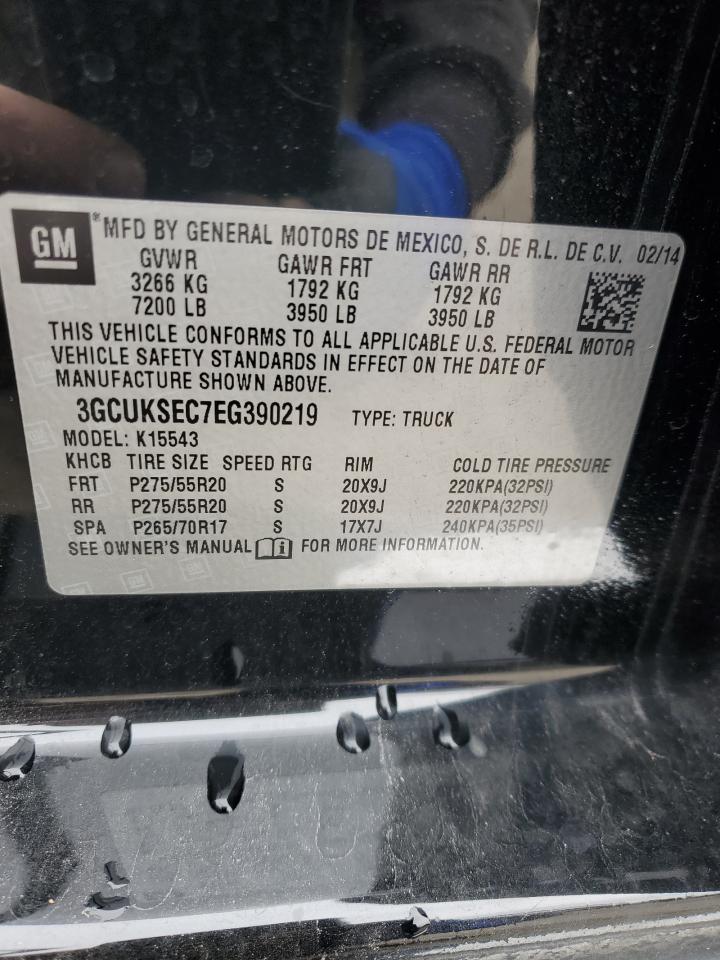 GM *MFD BY GENERAL MOTORS DE MEXICO, S. DE R.L. DE C.V. 02/14
GVWR GAWR FRT GAWR RR
3266 KG 1792 KG 1792 KG
7200 LB 3950 LB 3950 LB
THIS VEHICLE CONFORMS TO ALL APPLICABLE U.S. FEDERAL MOTOR
VEHICLE SAFETY STANDARDS IN EFFECT ON THE DATE OF
MANUFACTURE SHOWN ABOVE.
3GCUKSEC7EG390219 TYPE: TRUCK
MODEL: K15543
KHCB TIRE SIZE SPEED RTG RIM COLD TIRE PRESSURE
FRT P275/55R20 S 20X9J 220KPA(32PSI)
RR P275/55R20 S 20X9J 220KPA(32PSI)
SPA P265/70R17 S 17X7J 240KPA(35PSI)
SEE OWNER'S MANUAL i FOR MORE INFORMATION.